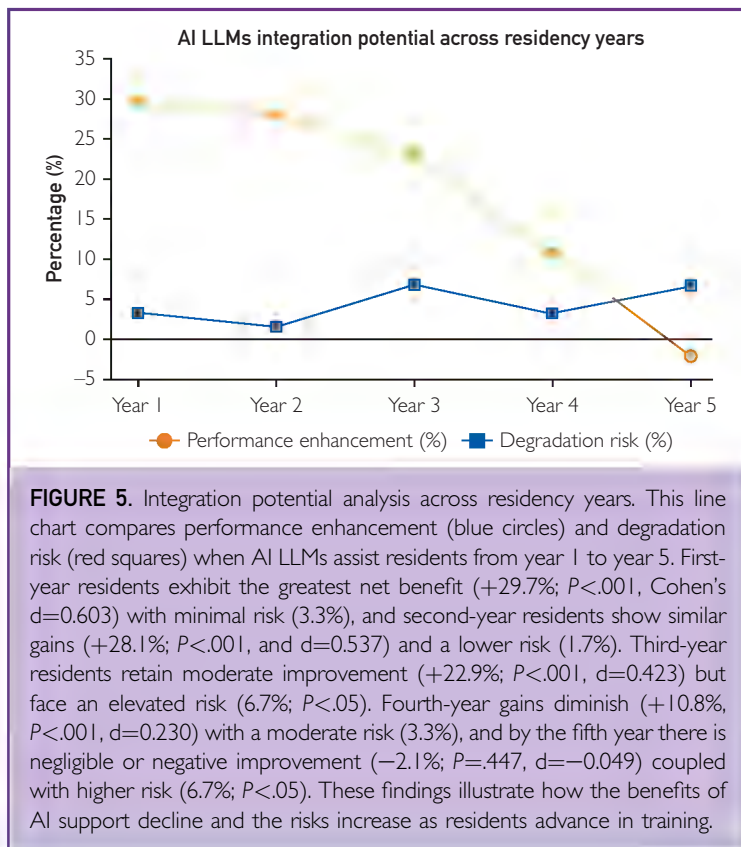 AI LLMs integration potential across residency years
35
30
25
20
15
10
5
0
–5
Percentage (%)
Year 1 Year 2 Year 3 Year 4 Year 5
Performance enhancement (%) Degradation risk (%)
FIGURE 5. Integration potential analysis across residency years. This line
chart compares performance enhancement (blue circles) and degradation
risk (red squares) when AI LLMs assist residents from year 1 to year 5. First-
year residents exhibit the greatest net benefit (+29.7%; P<.001, Cohen's
d=0.603) with minimal risk (3.3%), and second-year residents show similar
gains (+28.1%; P<.001, and d=0.537) and a lower risk (1.7%). Third-year
residents retain moderate improvement (+22.9%; P<.001, d=0.423) but
face an elevated risk (6.7%; P<.05). Fourth-year gains diminish (+10.8%,
P<.001, d=0.230) with a moderate risk (3.3%), and by the fifth year there is
negligible or negative improvement (−2.1%; P=.447, d=−0.049) coupled
with higher risk (6.7%; P<.05). These findings illustrate how the benefits of
AI support decline and the risks increase as residents advance in training.